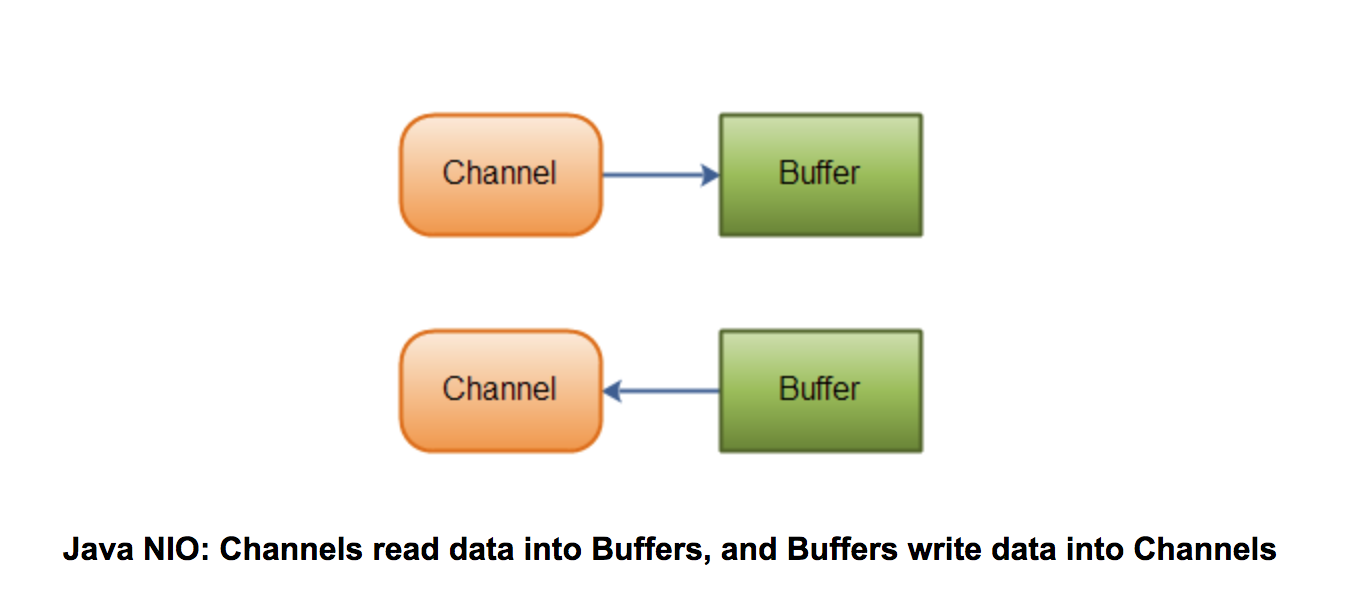 Channel
Buffer
Channel
Buffer
Java NIO: Channels read data into Buffers, and Buffers write data into Channels